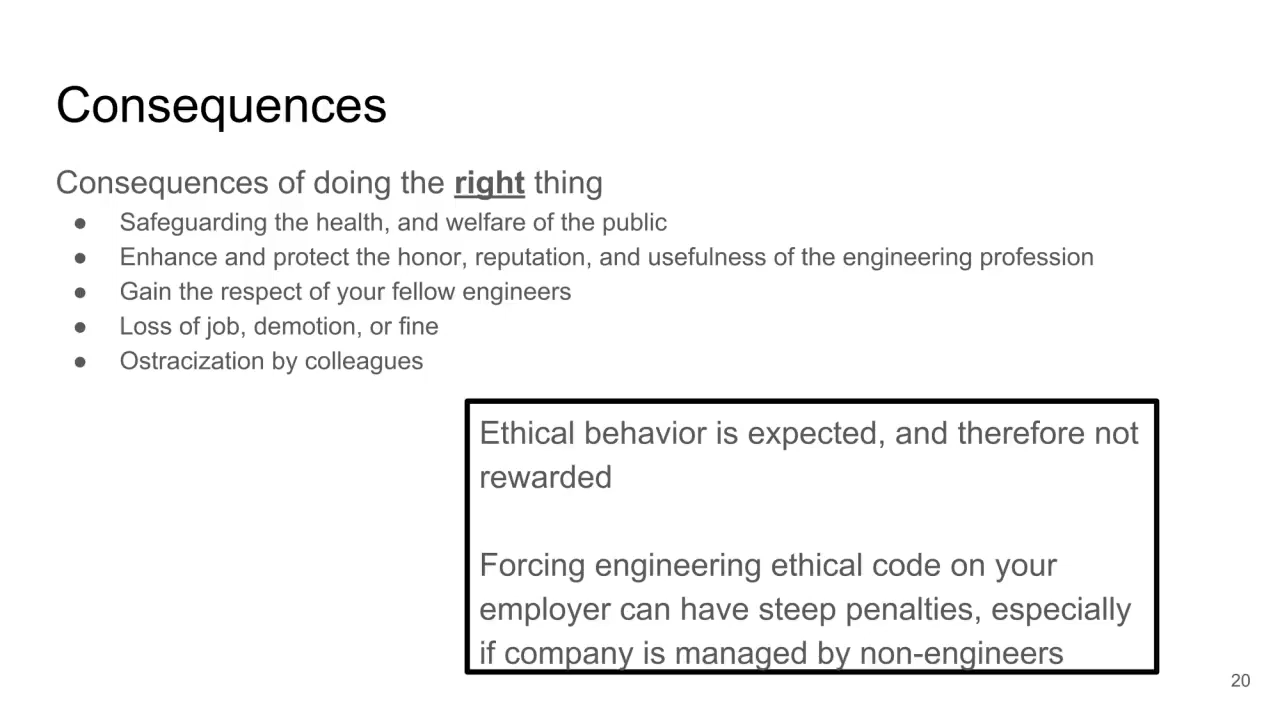 Consequences
Consequences of doing the right thing
● Safeguarding the health, and welfare of the public
● Enhance and protect the honor, reputation, and usefulness of the engineering profession
● Gain the respect of your fellow engineers
● Loss of job, demotion, or fine
● Ostracization by colleagues
Ethical behavior is expected, and therefore not
rewarded
Forcing engineering ethical code on your
employer can have steep penalties, especially
if company is managed by non-engineers
20